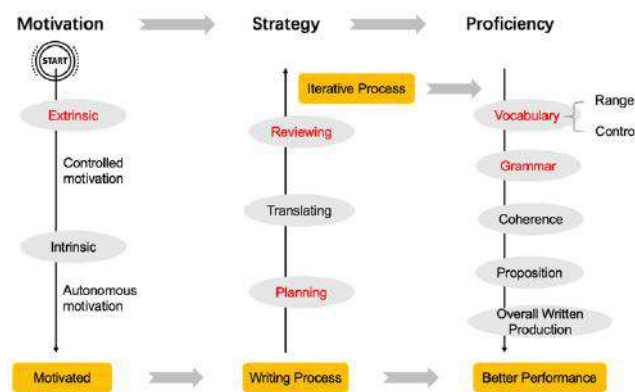 Motivation
Strategy
Proficiency
START
Extrinsic
Controlled
motivation
Intrinsic
Autonomous
motivation
Motivated
Iterative Process
Reviewing
Translating
Planning
Writing Process
Vocabulary
Range
Contro
Grammar
Coherence
Proposition
Overall Written
Production
Better Performance